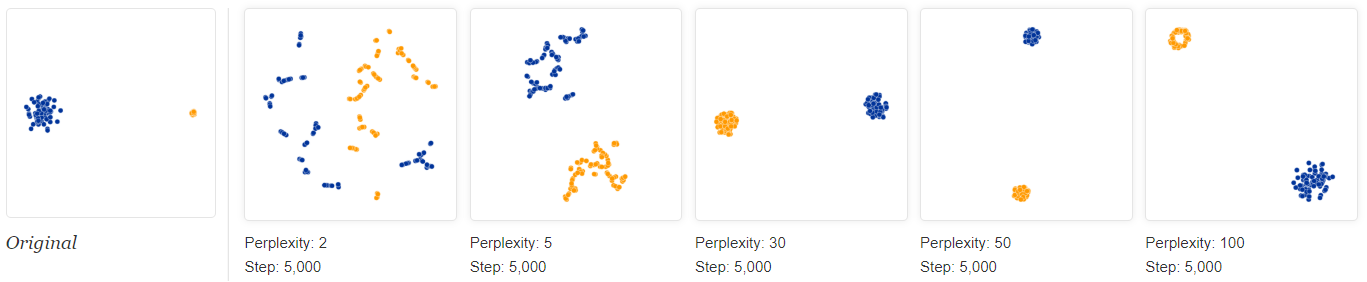 Original
Perplexity: 2
Step: 5,000
Perplexity: 5
Step: 5,000
Perplexity: 30
Step: 5,000
Perplexity: 50
Step: 5,000
Perplexity: 100
Step: 5,000